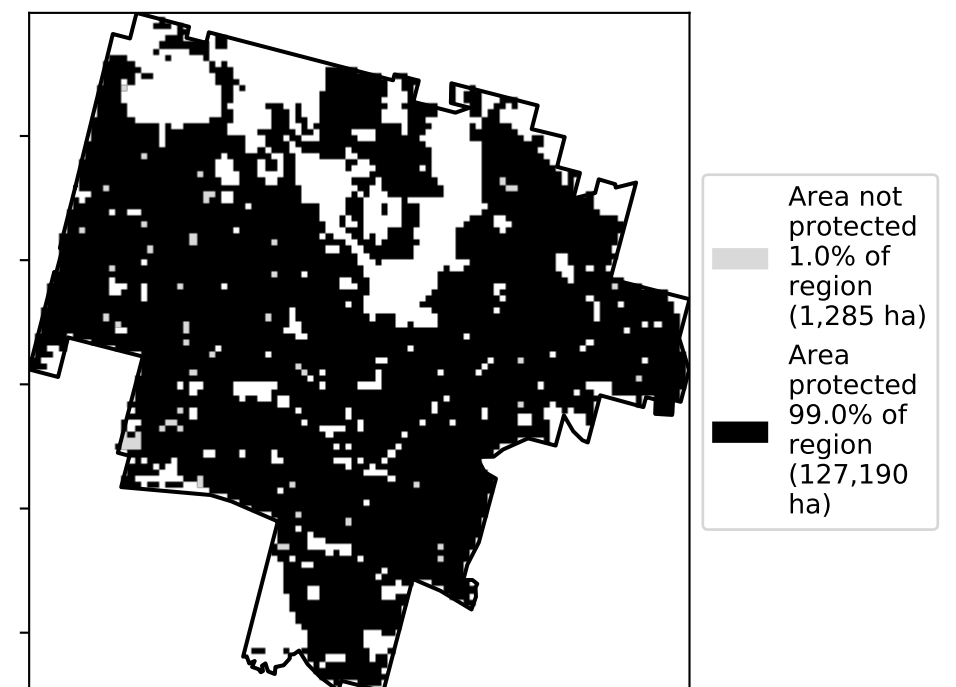 Area not
protected
1.0% of
region
(1,285 ha)
Area
protected
99.0% of
region
(127,190
ha)